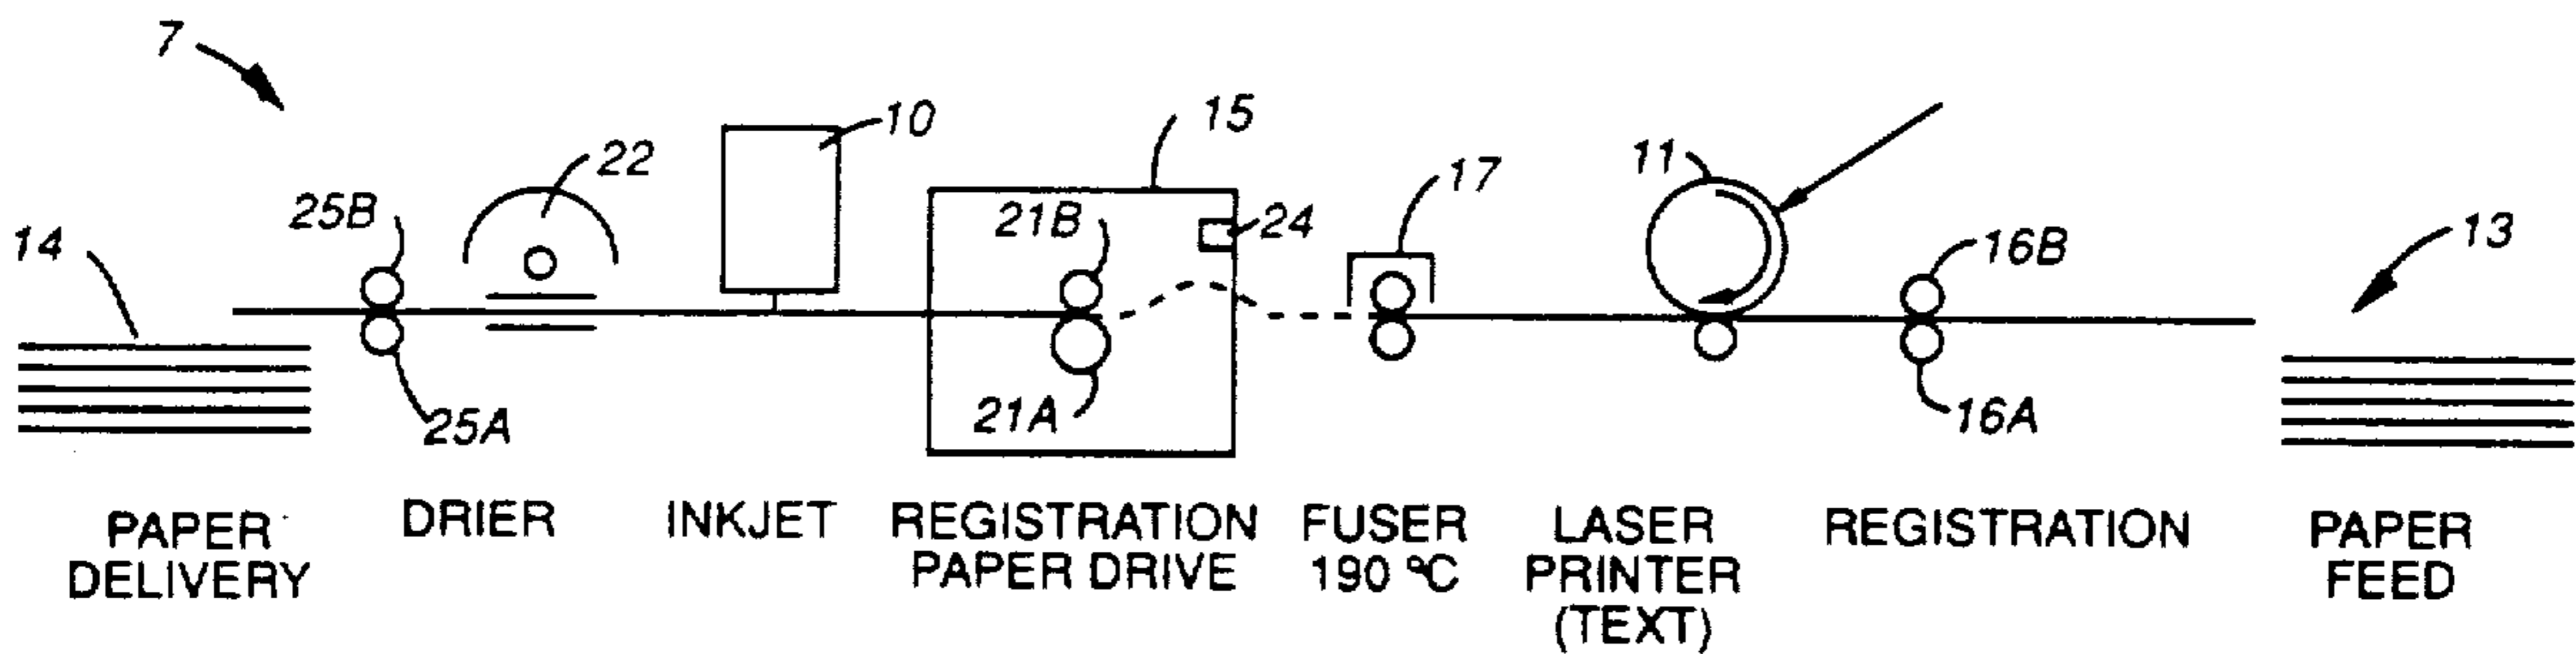 7
10
15
22
11
17
25B
21B
24
14
16B
13
25A
21A
16A
PAPER
DELIVERY
DRIER
INKJET
REGISTRATION
PAPER DRIVE
FUSER
190 ºC
LASER
PRINTER
(TEXT)
REGISTRATION
PAPER
FEED